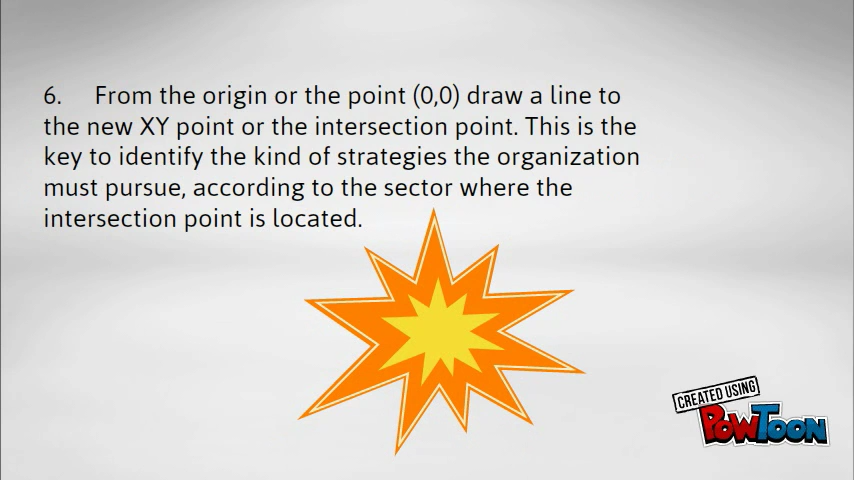 6. From the origin or the point (0,0) draw a line to
the new XY point or the intersection point. This is the
key to identify the kind of strategies the organization
must pursue, according to the sector where the
intersection point is located.
CREATED USING
POWTOON